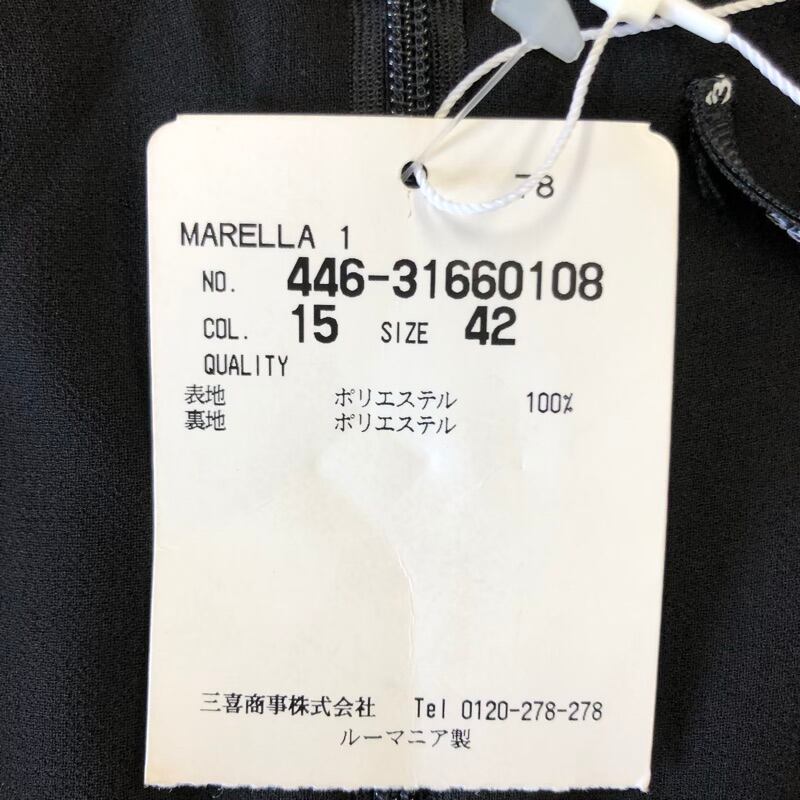 78
MARELLA 1
NO. 446-31660108
COL. 15 SIZE 42
QUALITY
表地 ポリエステル 100%
裏地 ポリエステル
三喜商事株式会社 Tel 0120-278-278
ルーマニア製